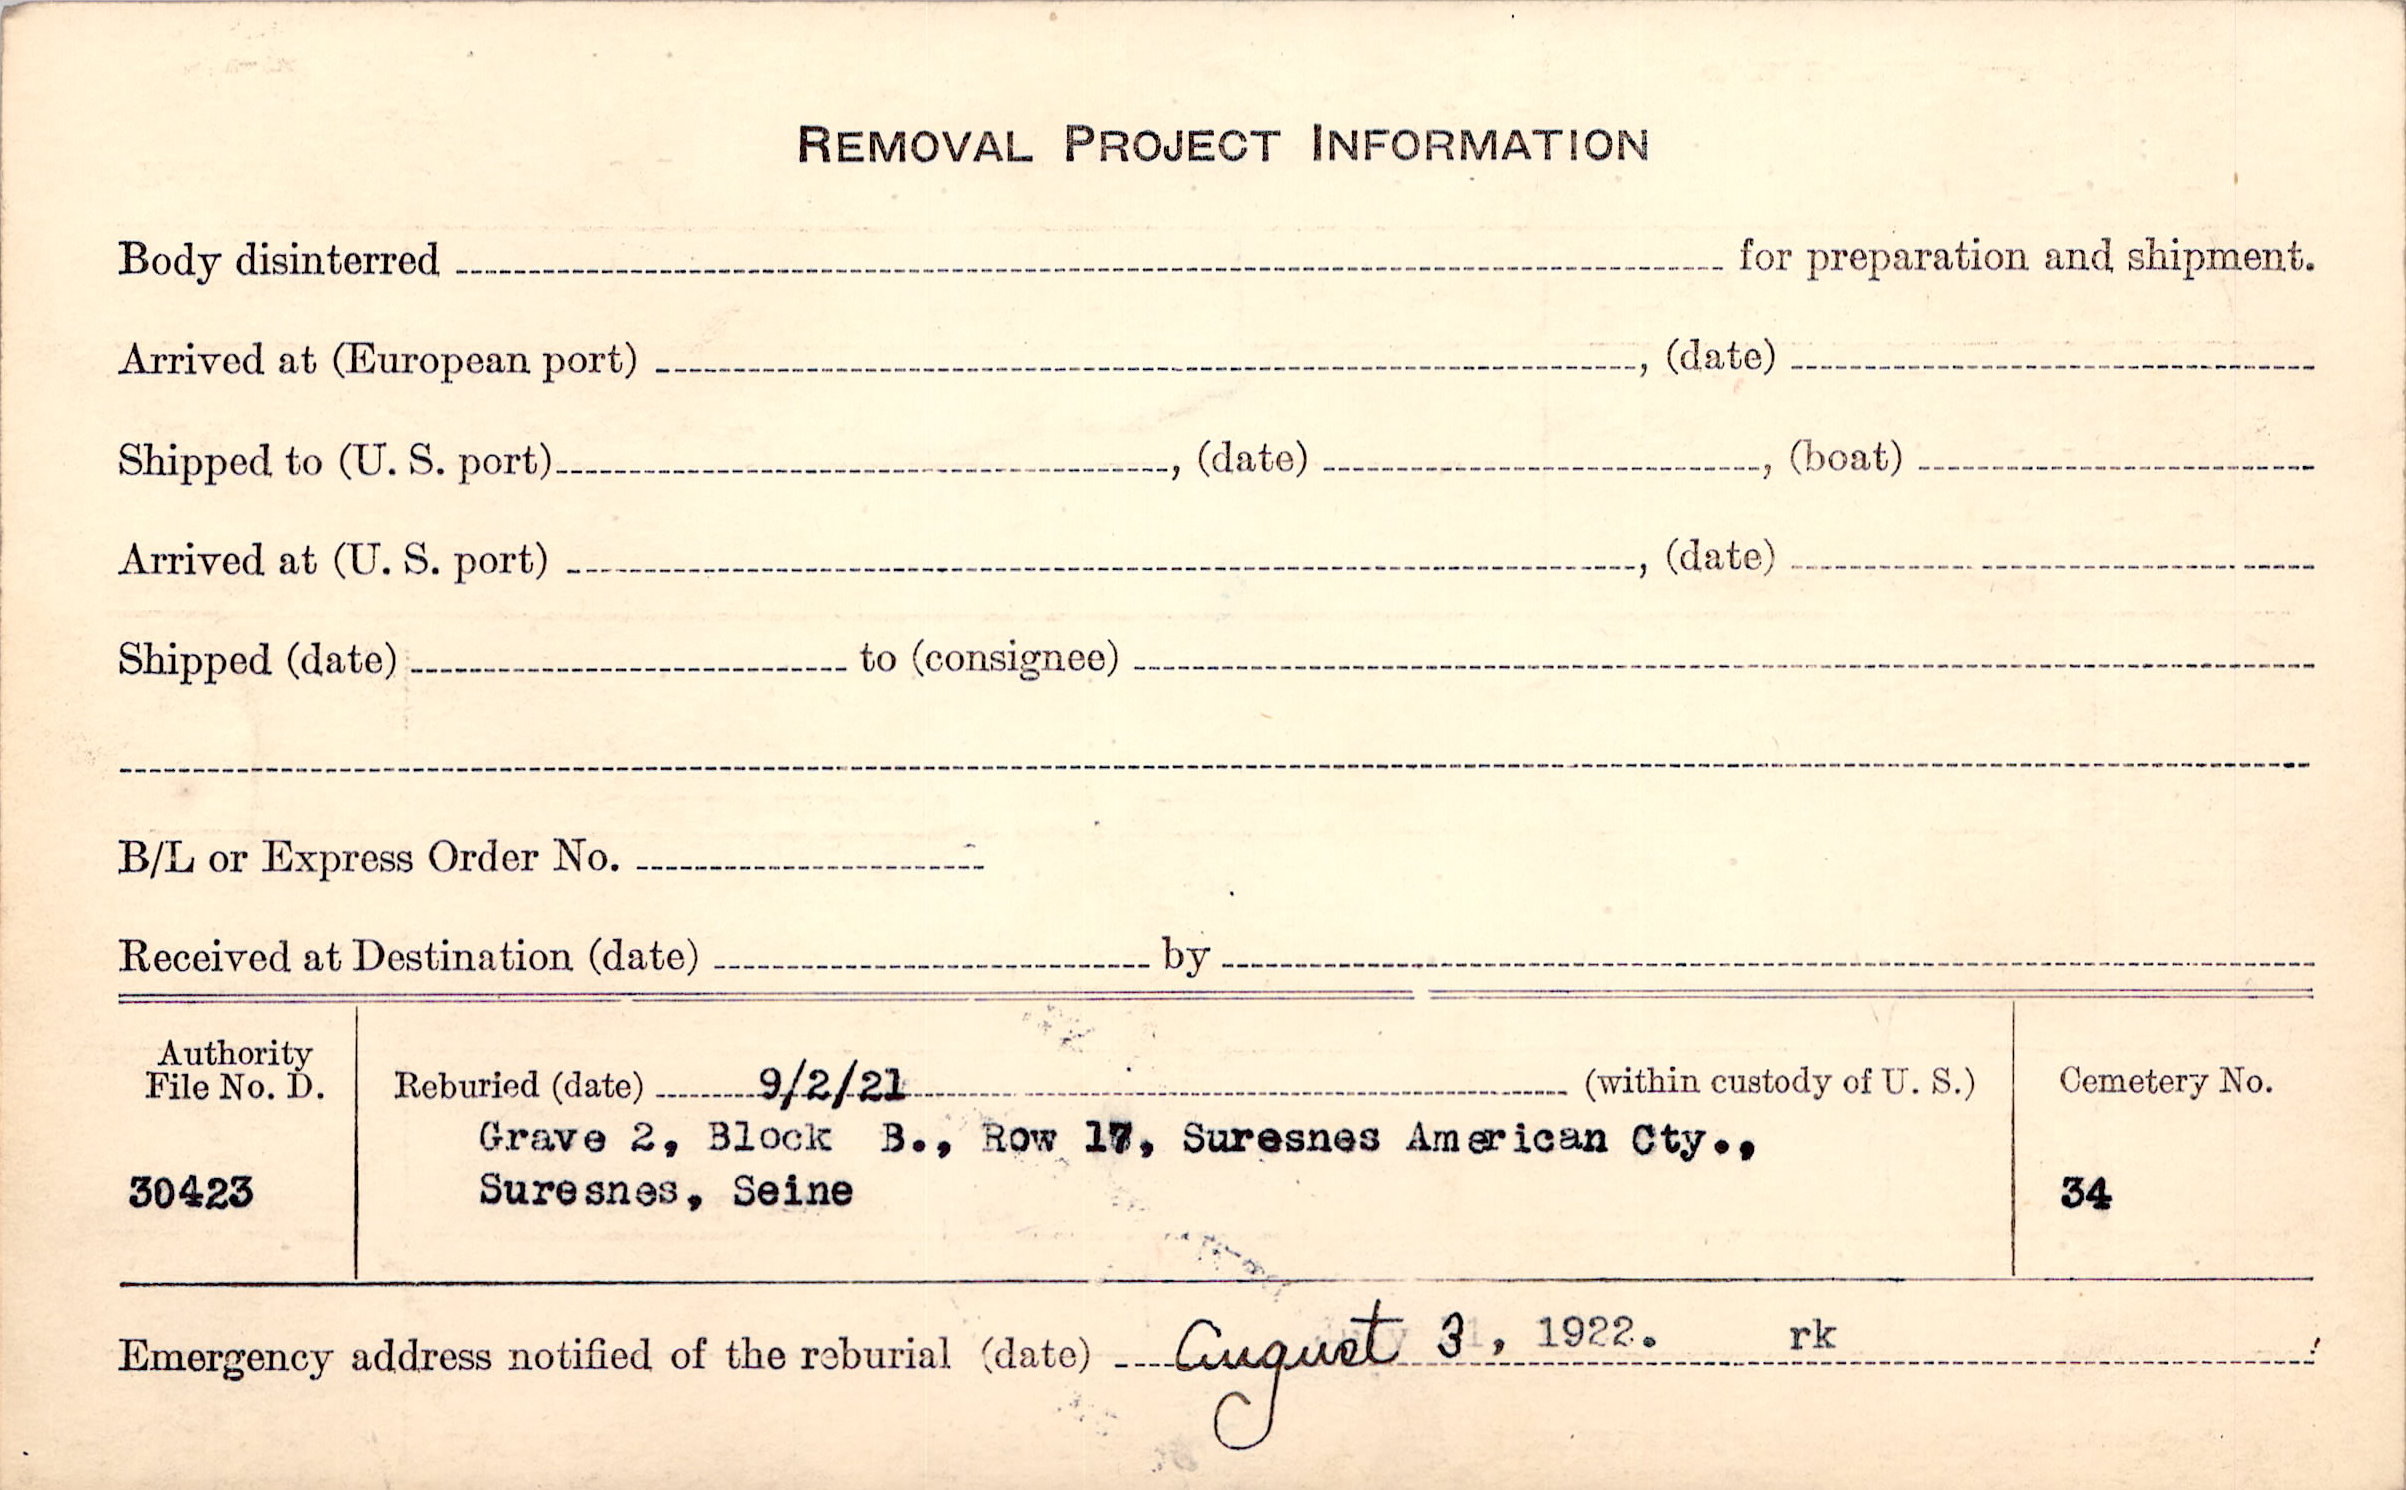 REMOVAL PROJECT INFORMATION
Body disinterred for preparation and shipment.
Arrived at (European port) , (date)
Shipped to (U. S. port) , (date) , (boat)
Arrived at (U. S. port) , (date)
Shipped (date) to (consignee)
B/L or Express Order No.
Received at Destination (date) by
Authority
File No. D.
30423
Reburied (date) 9/2/21 (within custody of U. S.)
Grave 2, Block B., Row 17, Suresnes American Cty.,
Suresnes, Seine
Cemetery No.
34
Emergency address notified of the reburial (date) August 3, 1922. rk